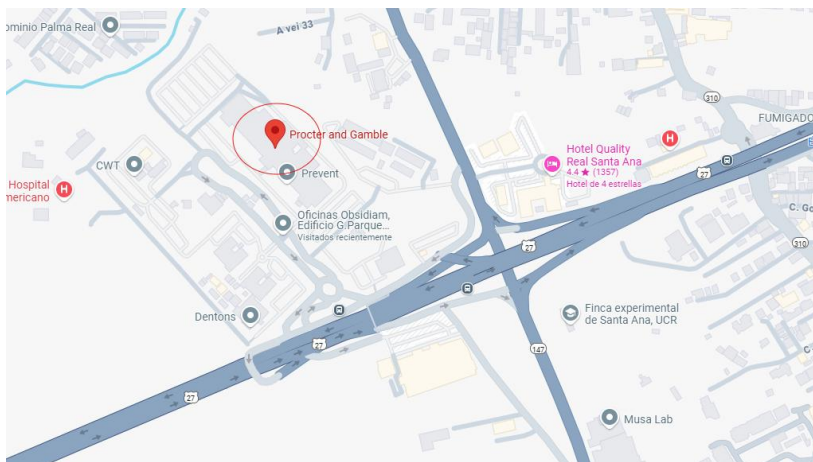 ominio Palma Real
A vei 33
310
FUMIGADO
Procter and Gamble
Hotel Quality
Real Santa Ana
4.4 ★ (1357)
Hotel de 4 estrellas
H
27
CWT
Prevent
Hospital
mericano
H
Oficinas Obsidiam,
Edificio G Parque...
Visitados recientemente
27
C. Go
310
Dentons
Finca experimental
de Santa Ana, UCR
27
147
27
Musa Lab